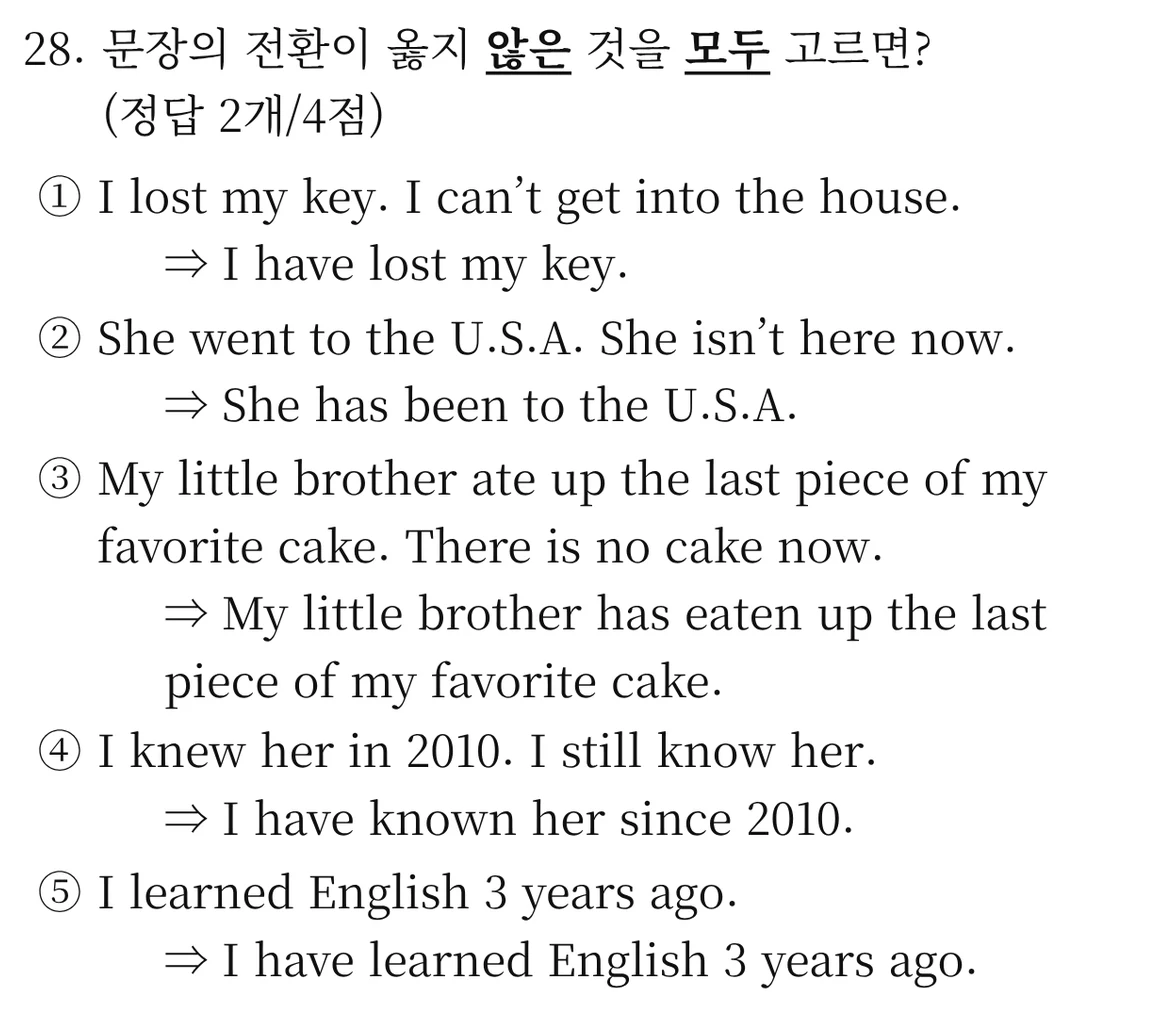 28. 문장의 전환이 옳지 않은 것을 모두 고르면?
(정답 2개/4점)
① I lost my key. I can’t get into the house.
⇒ I have lost my key.
② She went to the U.S.A. She isn’t here now.
⇒ She has been to the U.S.A.
③ My little brother ate up the last piece of my
favorite cake. There is no cake now.
⇒ My little brother has eaten up the last
piece of my favorite cake.
④ I knew her in 2010. I still know her.
⇒ I have known her since 2010.
⑤ I learned English 3 years ago.
⇒ I have learned English 3 years ago.